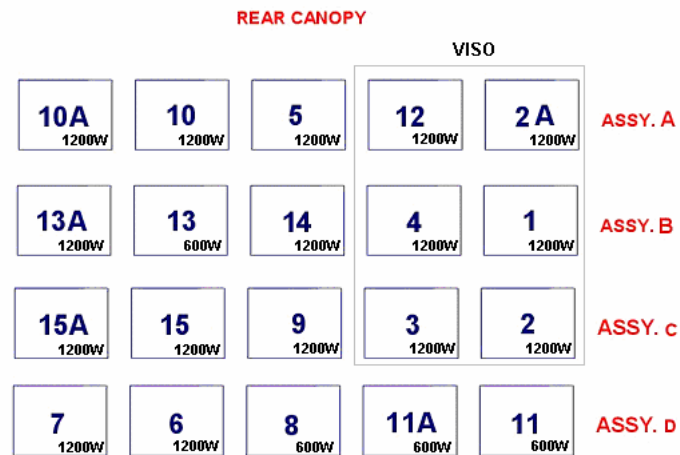 REAR CANOPY
VISO
10A 10 5 12 2A ASSY. A
1200W 1200W 1200W 1200W 1200W
13A 13 14 4 1 ASSY. B
1200W 600W 1200W 1200W 1200W
15A 15 9 3 2 ASSY. C
1200W 1200W 1200W 1200W 1200W
7 6 8 11A 11 ASSY. D
1200W 1200W 600W 600W 600W